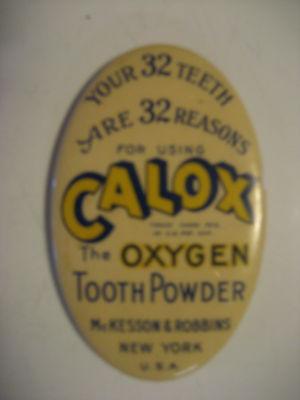 YOUR 32 TEETH
ARE 32 REASONS
FOR USING
CALOX
The OXYGEN
TOOTH POWDER
MCKESSON & ROBBINS
NEW YORK
U.S.A.